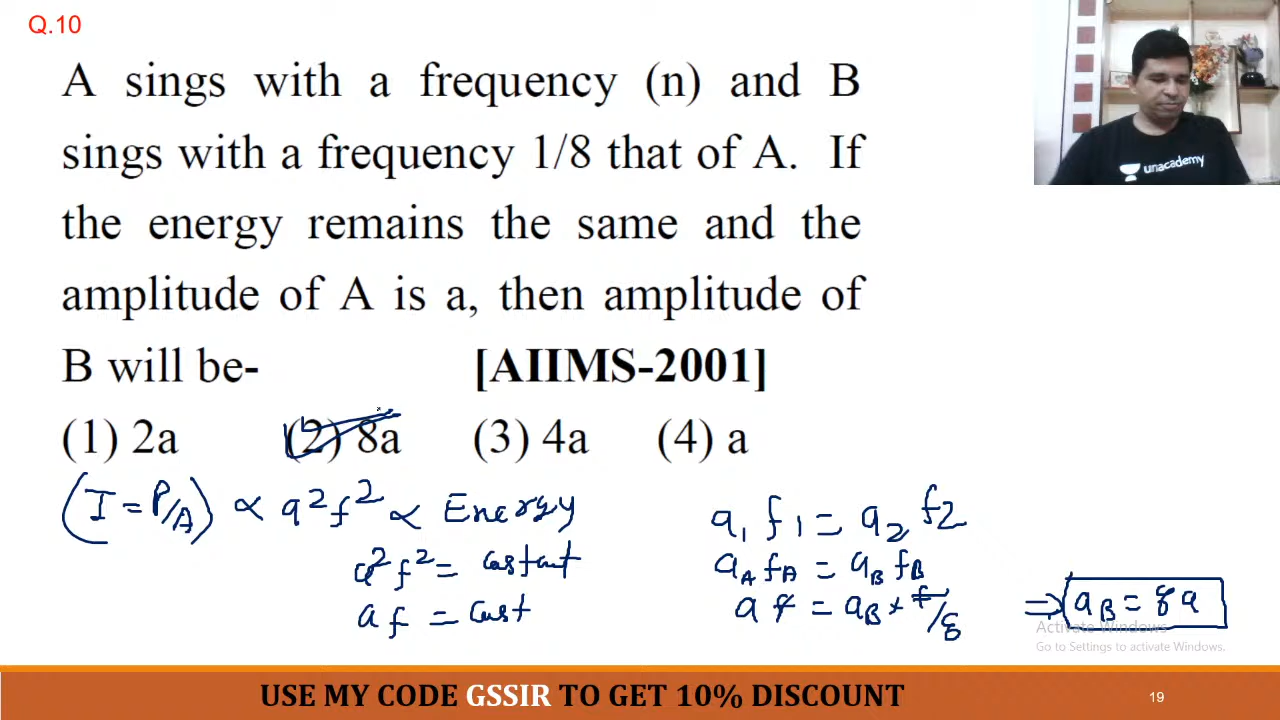 Q.10
A sings with a frequency (n) and B
sings with a frequency 1/8 that of A. If
the energy remains the same and the
amplitude of A is a, then amplitude of
B will be- [AIIMS-2001]
(1) 2a (2) 8a (3) 4a (4) a
(I = P/A) ∝ a²f² ∝ Energy
a²f² = constant
af = const
a₁ f₁ = a₂ f₂
a_A f_A = a_B f_B
a f = a_B × f/8
⇒ a_B = 8a
unacademy
Activate Windows
Go to Settings to activate Windows.
USE MY CODE GSSIR TO GET 10% DISCOUNT
19